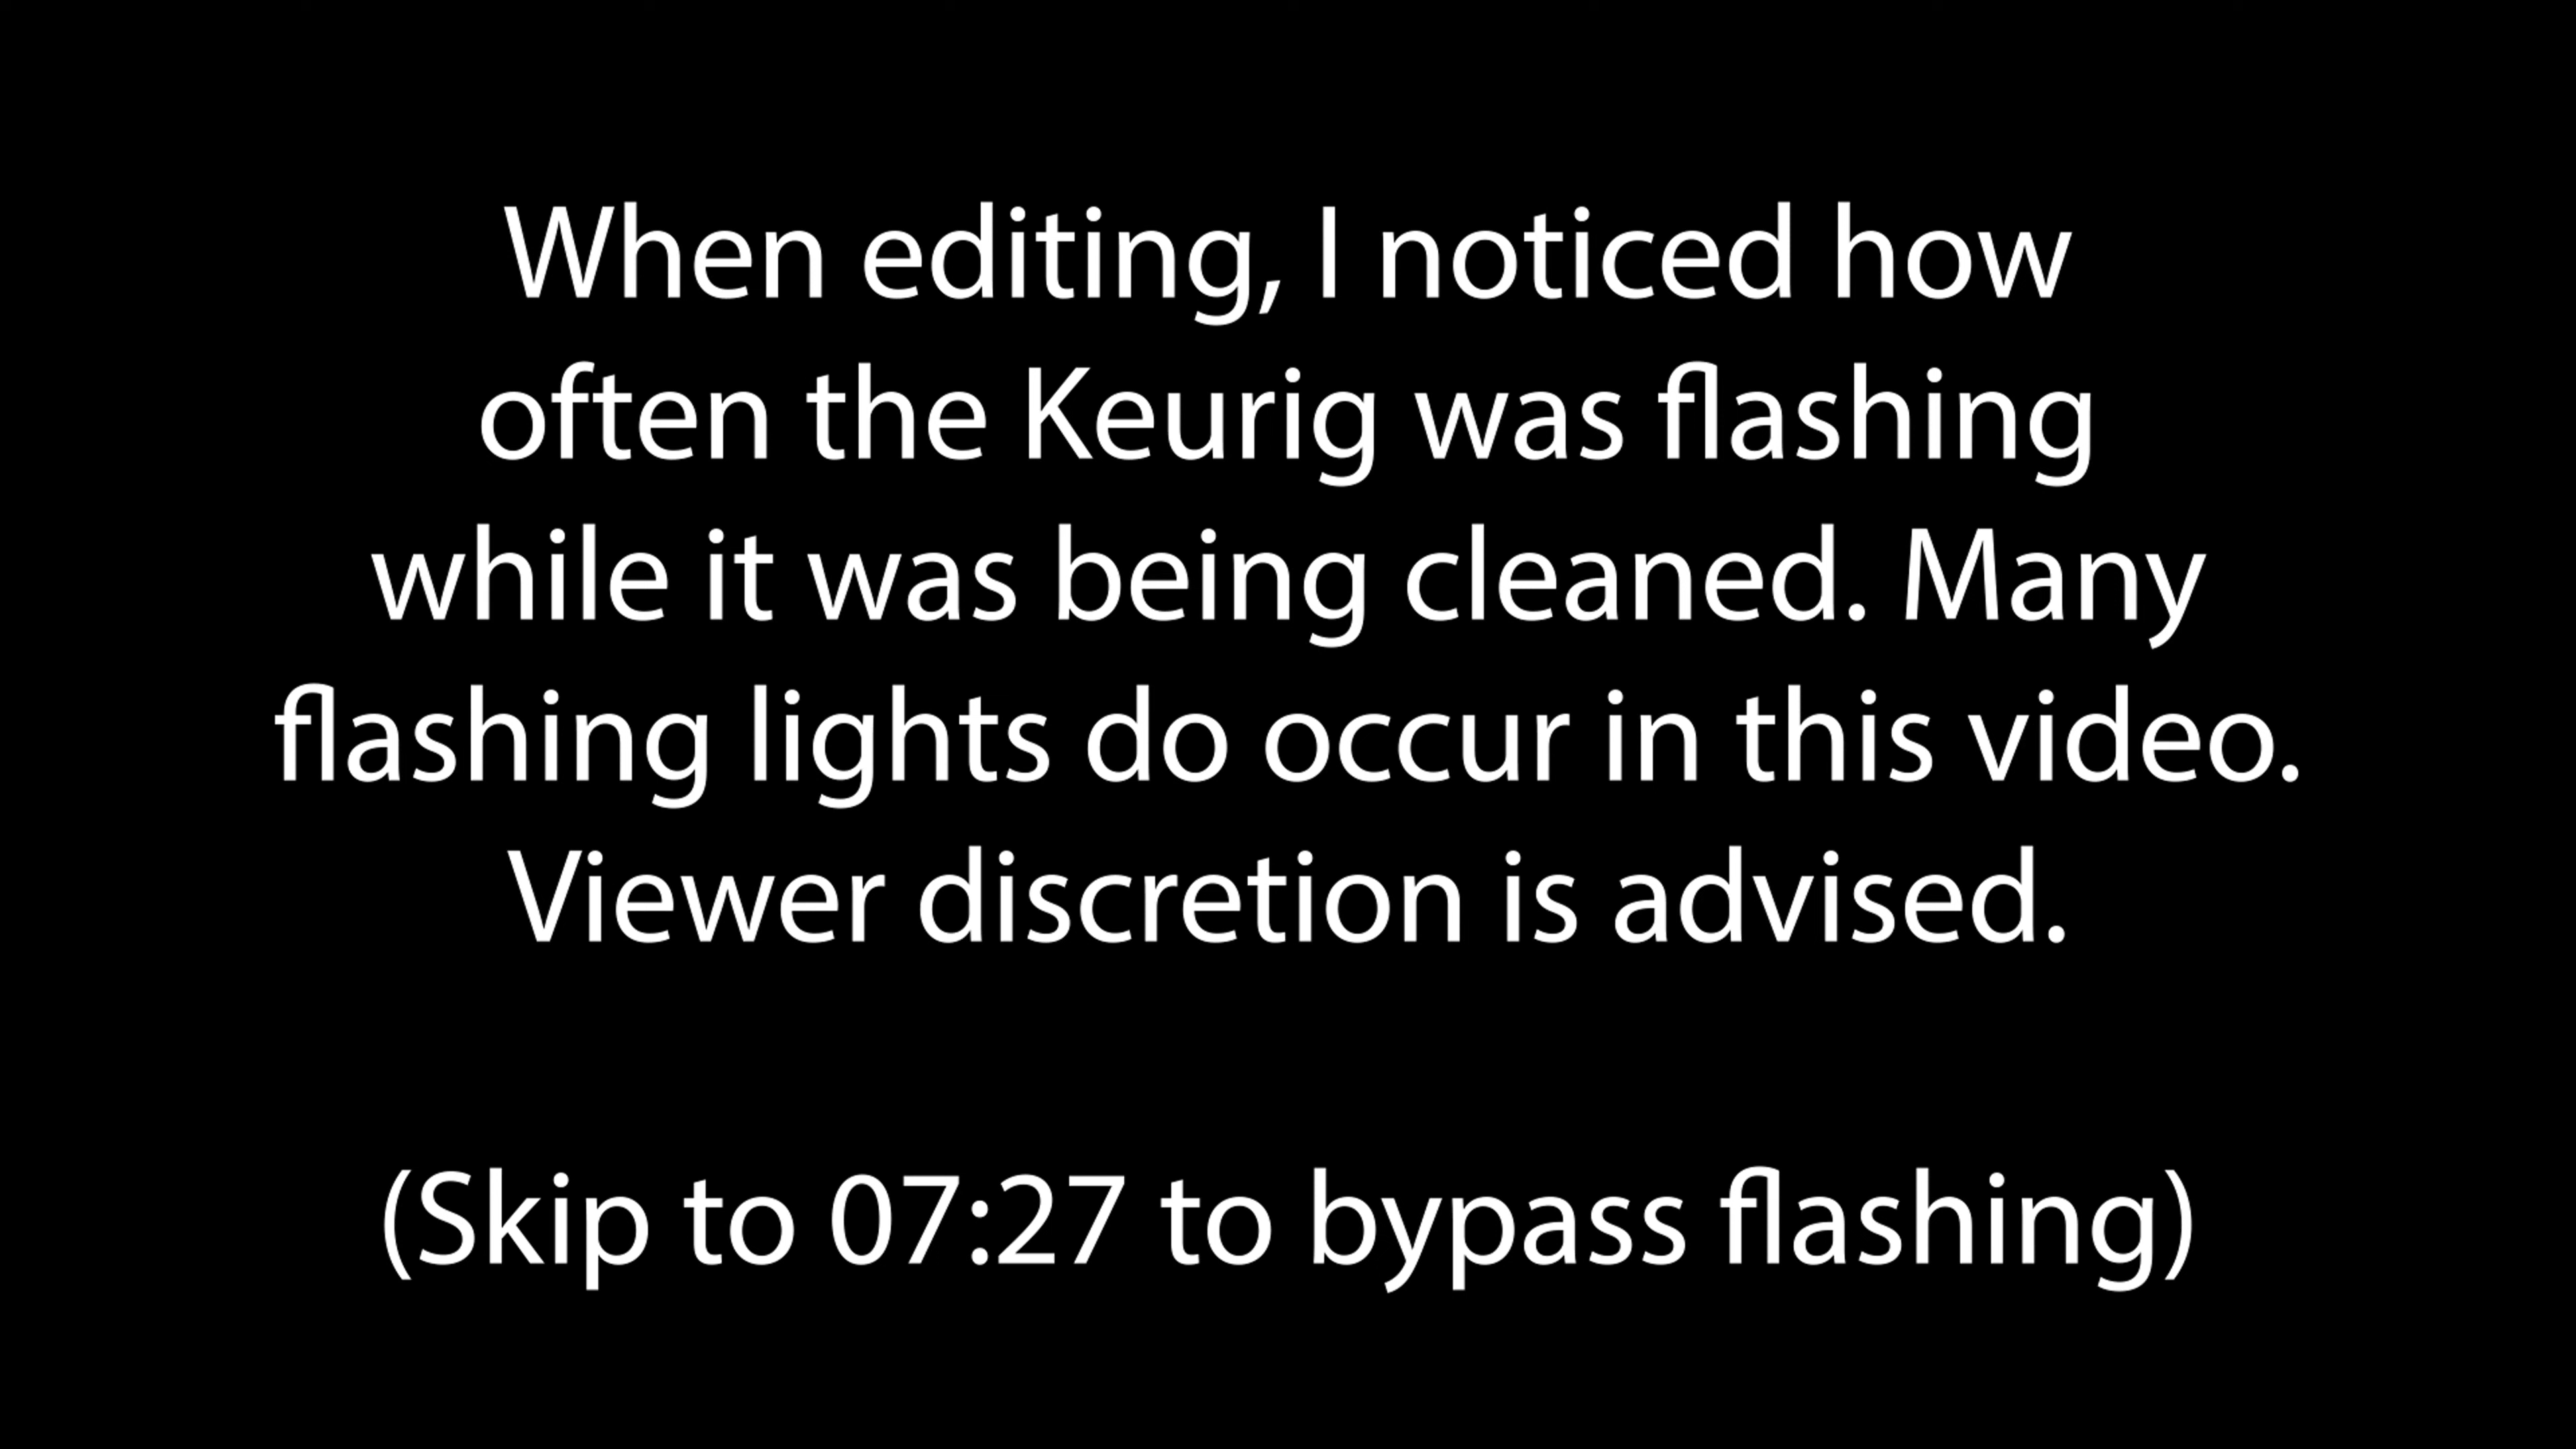 When editing, I noticed how
often the Keurig was flashing
while it was being cleaned. Many
flashing lights do occur in this video.
Viewer discretion is advised.
(Skip to 07:27 to bypass flashing)